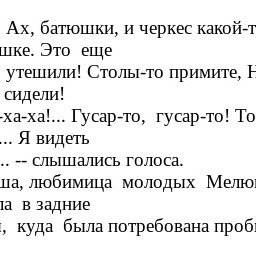 Ах, батюшки, и черкес какой-т
шке. Это еще
утешили! Столы-то примите, Н
сидели!
-ха-ха!... Гусар-то, гусар-то! То
... Я видеть
.. -- слышались голоса.
ша, любимица молодых Мелю
ла в задние
, куда была потребована проб